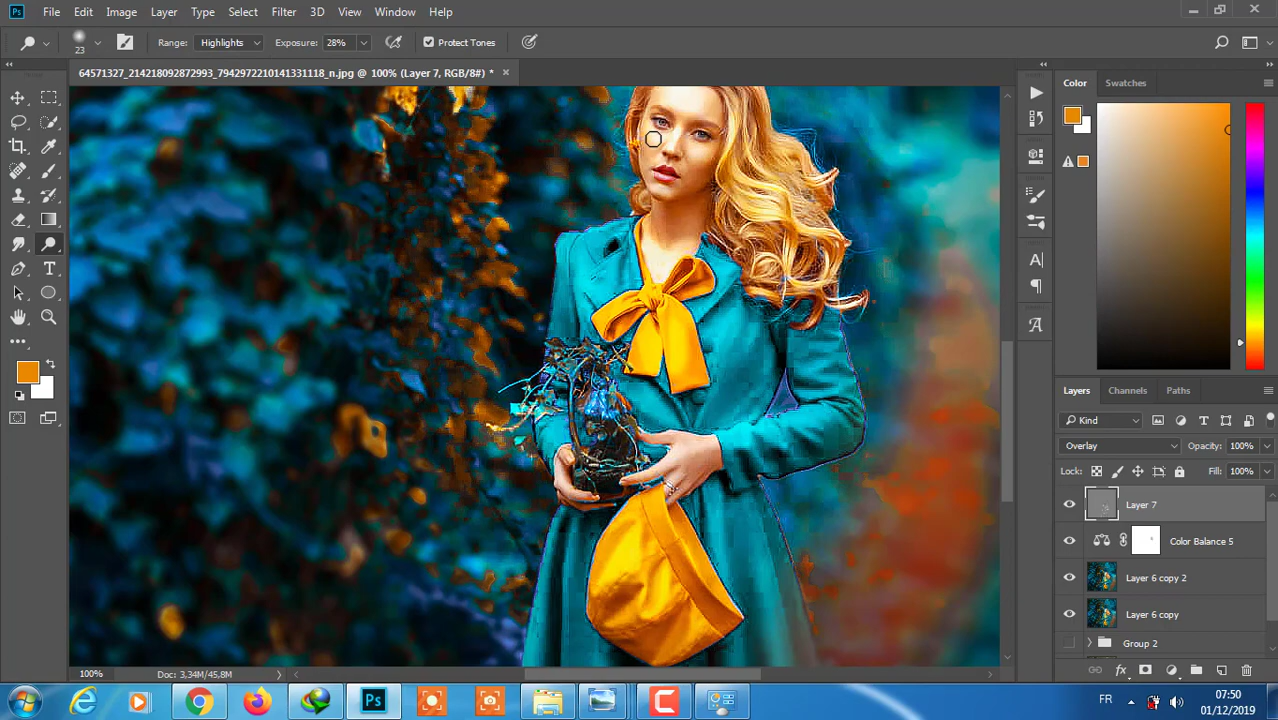 Ps File Edit Image Layer Type Select Filter 3D View Window Help
23 Range: Highlights Exposure: 28% Protect Tones
64571327_214218092872993_7942972210141331118_n.jpg @ 100% (Layer 7, RGB/8#) *
Color Swatches
Layers Channels Paths
Kind
Overlay Opacity: 100%
Lock: Fill: 100%
Layer 7
Color Balance 5
Layer 6 copy 2
Layer 6 copy
Group 2
100% Doc: 3,34M/45,8M
Ps FR 07:50
01/12/2019